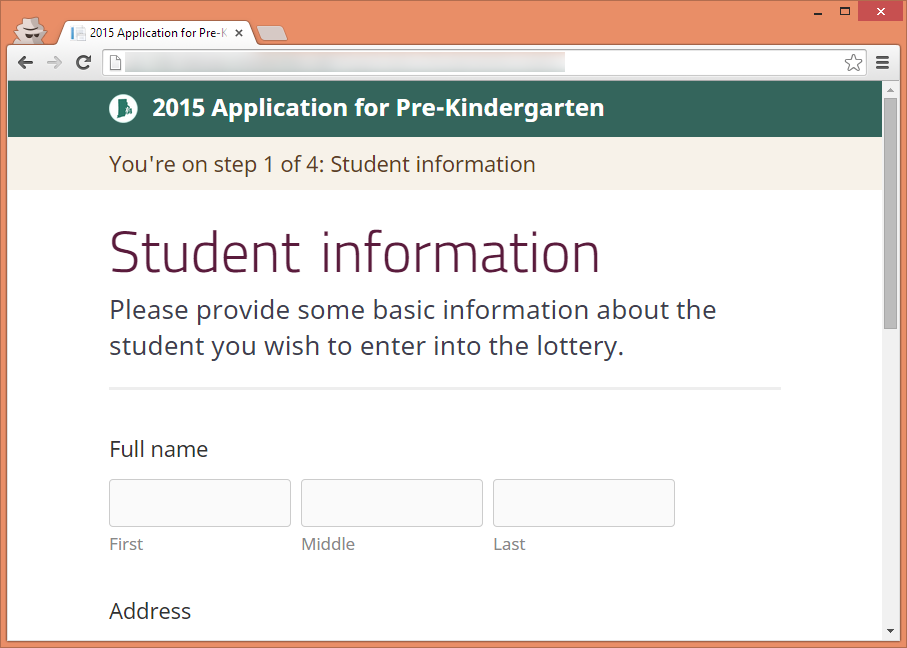 2015 Application for Pre-K
2015 Application for Pre-Kindergarten
You're on step 1 of 4: Student information
Student information
Please provide some basic information about the
student you wish to enter into the lottery.
Full name
First Middle Last
Address